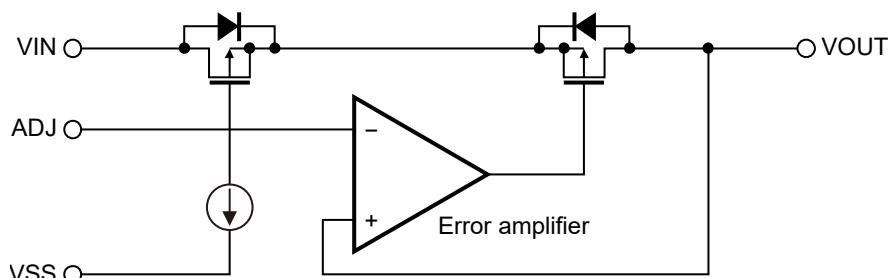 VIN
VOUT
ADJ
−
+
Error amplifier
VSS